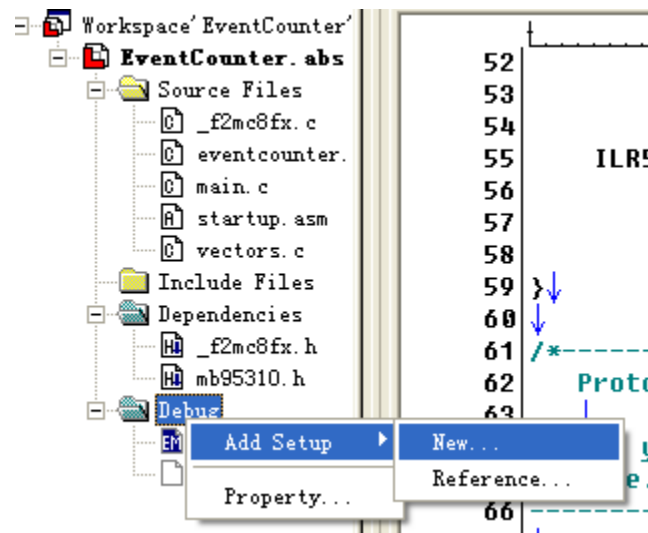 Workspace'EventCounter'
EventCounter.abs
Source Files
_f2mc8fx.c
eventcounter.
main.c
startup.asm
vectors.c
Include Files
Dependencies
_f2mc8fx.h
mb95310.h
Debug
Add Setup
Property...
New...
Reference...
52
53
54
55 ILR5
56
57
58
59 }
60
61 /*------
62 Proto
63
66 ------